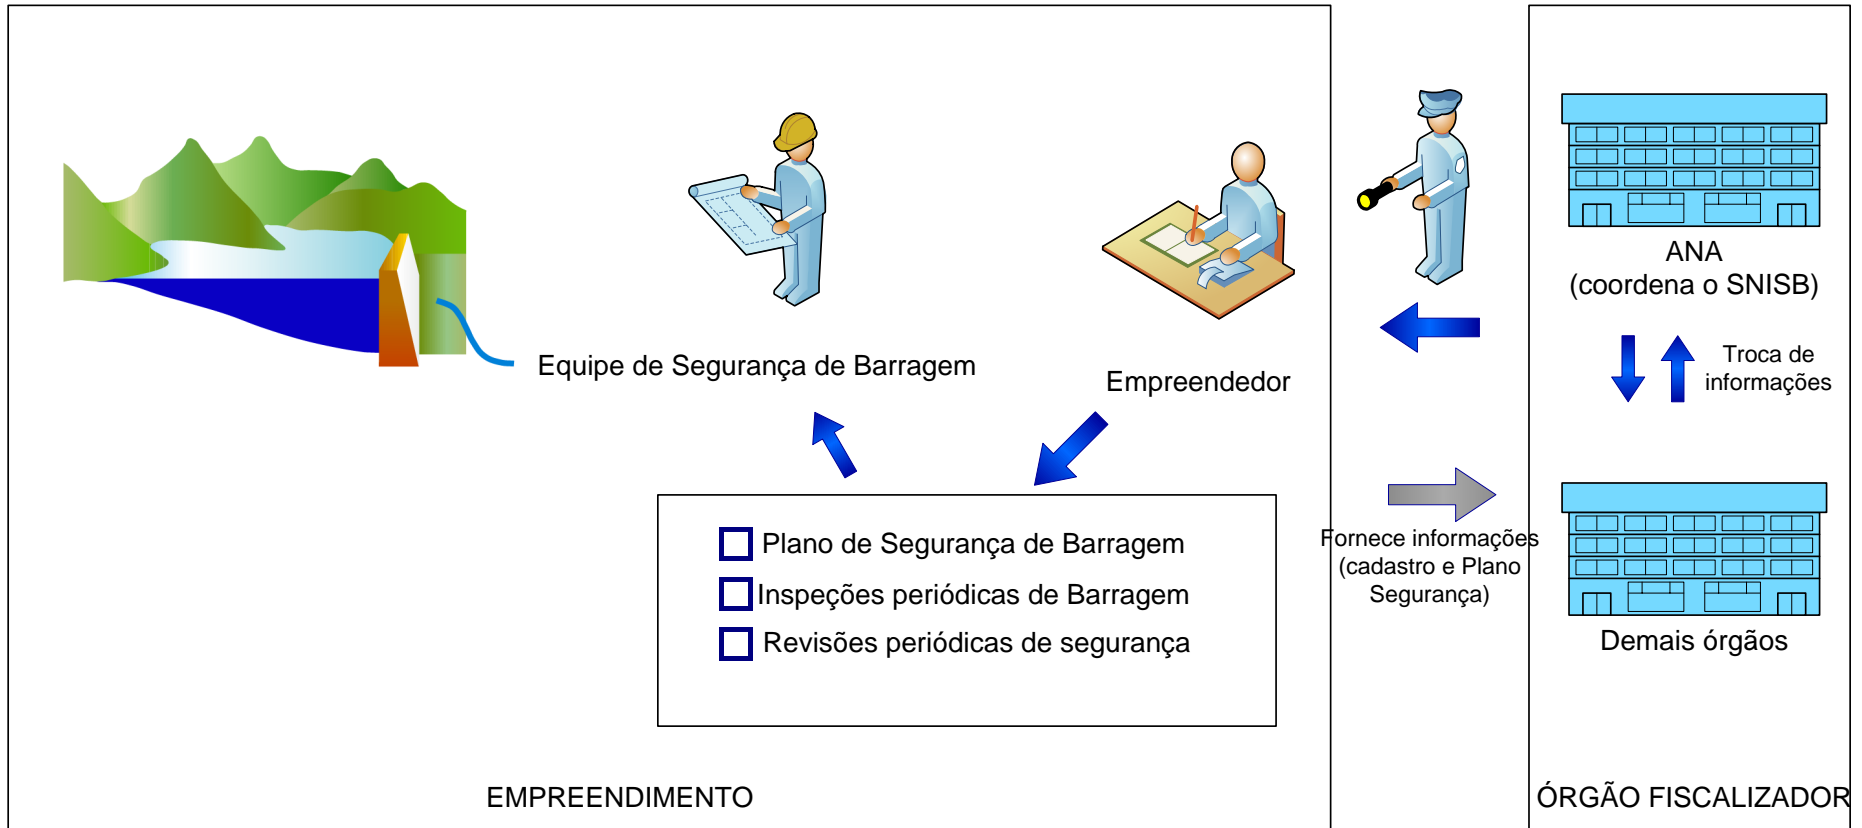 Equipe de Segurança de Barragem
Empreendedor
Plano de Segurança de Barragem
Inspeções periódicas de Barragem
Revisões periódicas de segurança
EMPREENDIMENTO
Fornece informações
(cadastro e Plano
Segurança)
ANA
(coordena o SNISB)
Troca de
informações
Demais órgãos
ÓRGÃO FISCALIZADOR